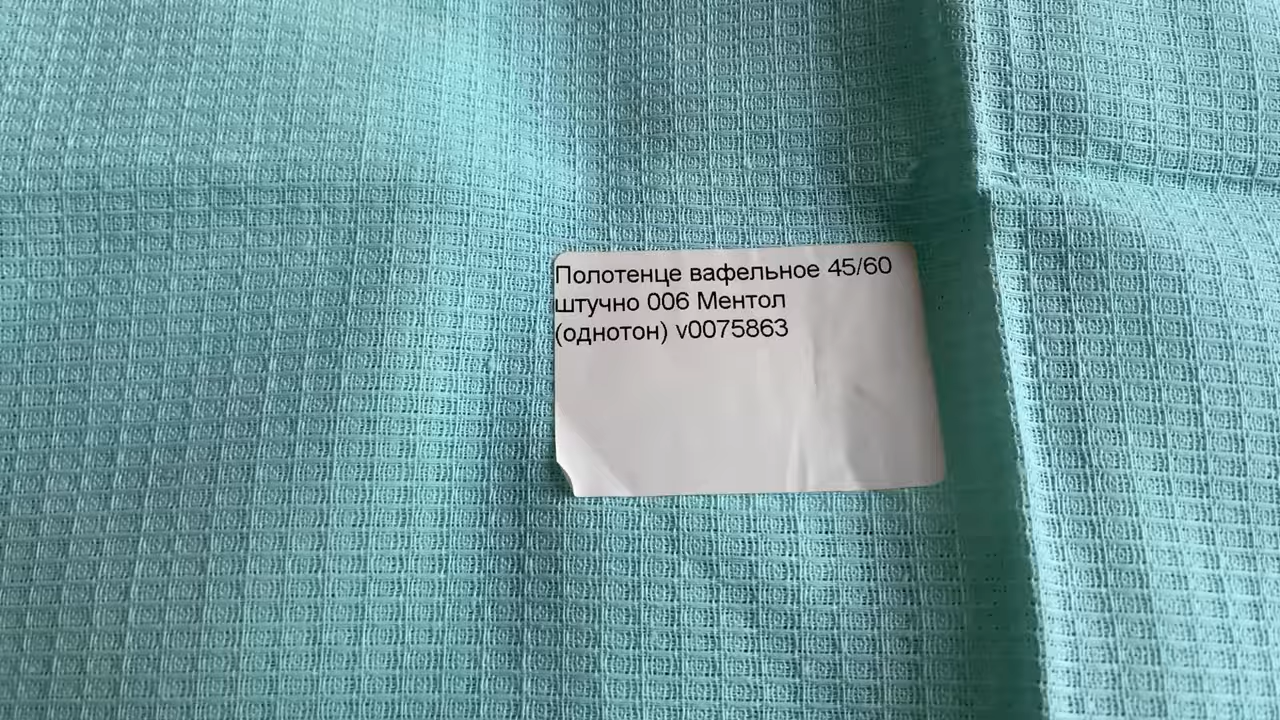 Полотенце вафельное 45/60
штучно 006 Ментол
(однотон) v0075863